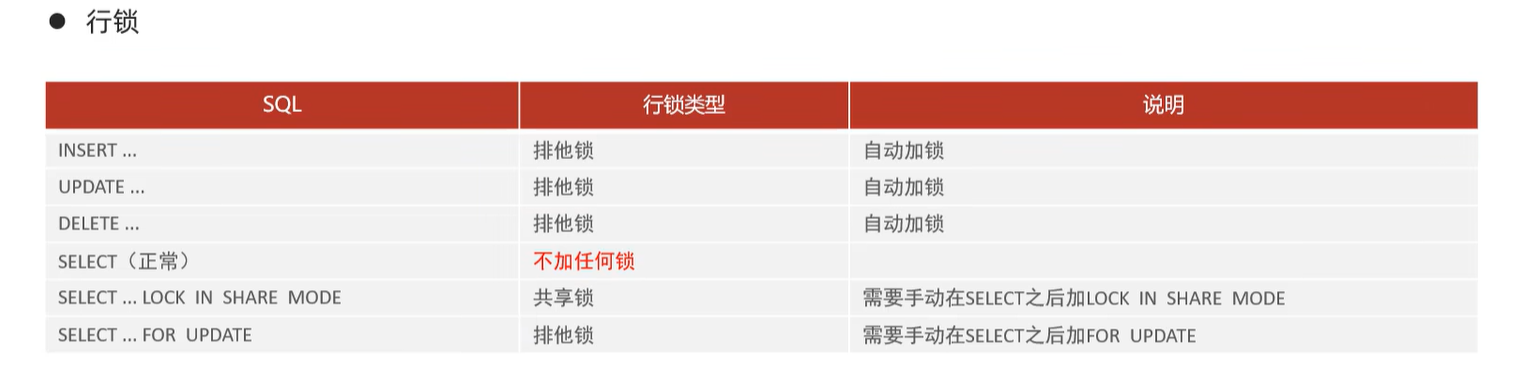 ● 行锁
SQL 行锁类型 说明
INSERT ... 排他锁 自动加锁
UPDATE ... 排他锁 自动加锁
DELETE ... 排他锁 自动加锁
SELECT（正常） 不加任何锁
SELECT ... LOCK IN SHARE MODE 共享锁 需要手动在SELECT之后加LOCK IN SHARE MODE
SELECT ... FOR UPDATE 排他锁 需要手动在SELECT之后加FOR UPDATE